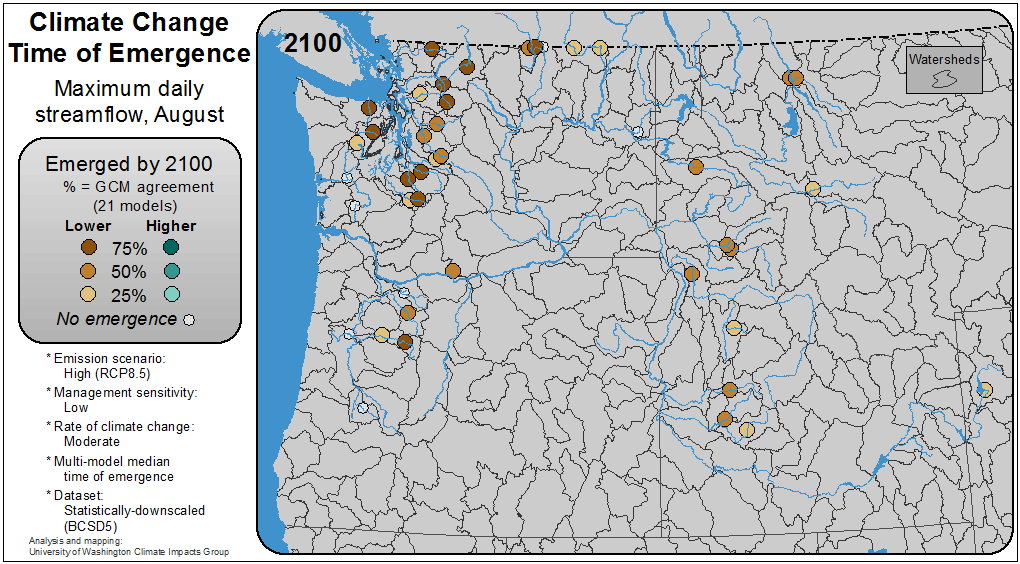 Climate Change
Time of Emergence
Maximum daily
streamflow, August
Emerged by 2100
% = GCM agreement
(21 models)
Lower Higher
75%
50%
25%
No emergence
* Emission scenario:
High (RCP8.5)
* Management sensitivity:
Low
* Rate of climate change:
Moderate
* Multi-model median
time of emergence
* Dataset:
Statistically-downscaled
(BCSD5)
Analysis and mapping:
University of Washington Climate Impacts Group
2100
Watersheds